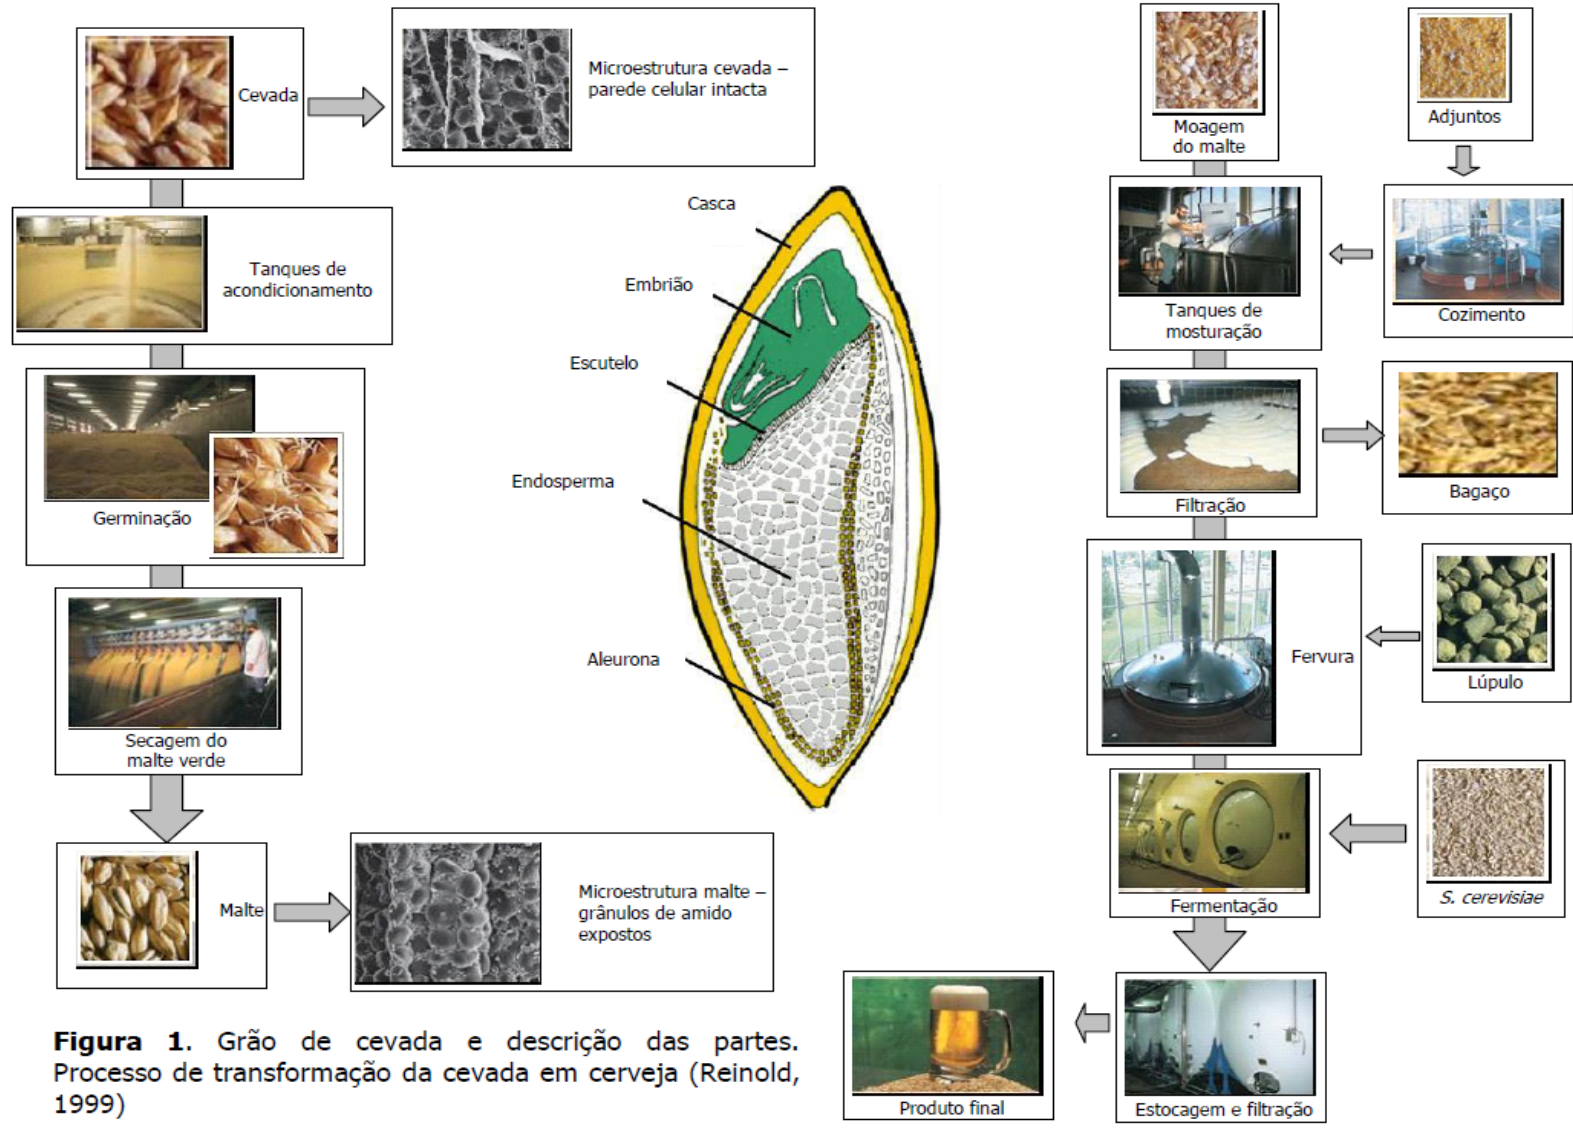 Cevada
Microestrutura cevada –
parede celular intacta
Tanques de
acondicionamento
Germinação
Secagem do
malte verde
Malte
Microestrutura malte –
grânulos de amido
expostos
Casca
Embrião
Escutelo
Endosperma
Aleurona
Moagem
do malte
Adjuntos
Tanques de
mosturação
Cozimento
Filtração
Bagaço
Fervura
Lúpulo
Fermentação
S. cerevisiae
Estocagem e filtração
Produto final
Figura 1. Grão de cevada e descrição das partes.
Processo de transformação da cevada em cerveja (Reinold,
1999)